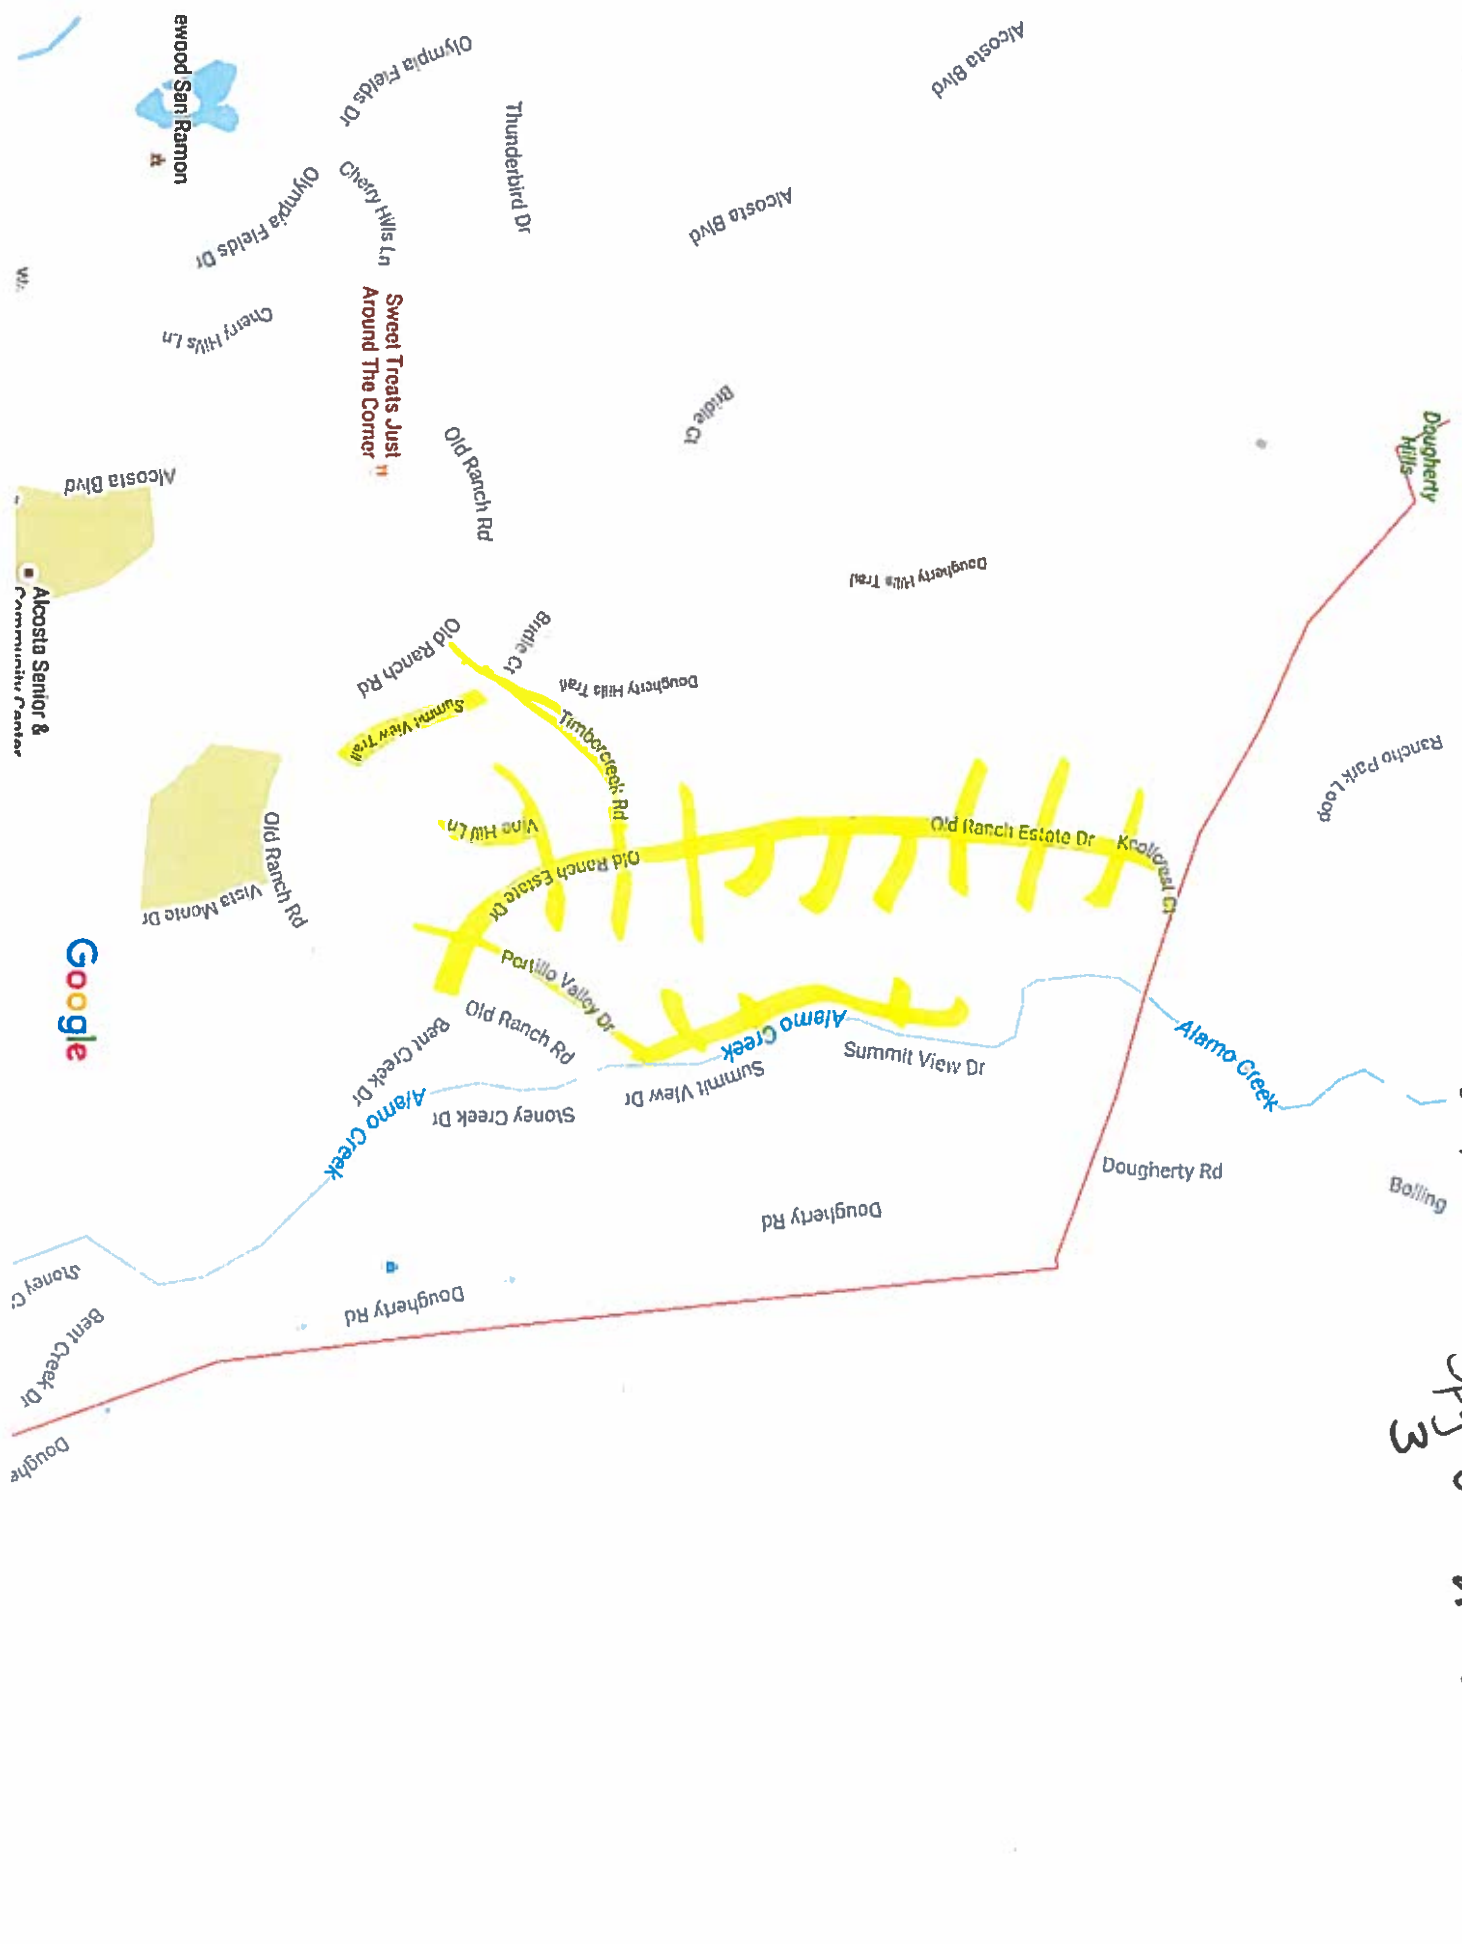 ewood San Ramon
Olympia Fields Dr
Alcosta Blvd
Thunderbird Dr
Cherry Hills Ln
Olympia Fields Dr
Alcosta Blvd
Cherry Hills Ln
Sweet Treats Just
Around The Corner
Bridle Ct
Old Ranch Rd
Dougherty
Hills
Alcosta Blvd
Dougherty Hills Trail
Alcosta Senior &
Community Center
Old Ranch Rd
Bridle Ct
Dougherty Hills Trail
Summit View Trail
Timbercreek Rd
Rancho Park Loop
Vine Hill Ln
Old Ranch Estate Dr
Knollcrest Ct
Old Ranch Rd
Old Ranch Estate Dr
Vista Monte Dr
Google
Portillo Valley Dr
Old Ranch Rd
Bent Creek Dr
Alamo Creek
Alamo Creek
Summit View Dr
Summit View Dr
Alamo Creek
Stoney Creek Dr
Dougherty Rd
Bolling
Dougherty Rd
Stoney C
Dougherty Rd
Bent Creek Dr
Doughe
3